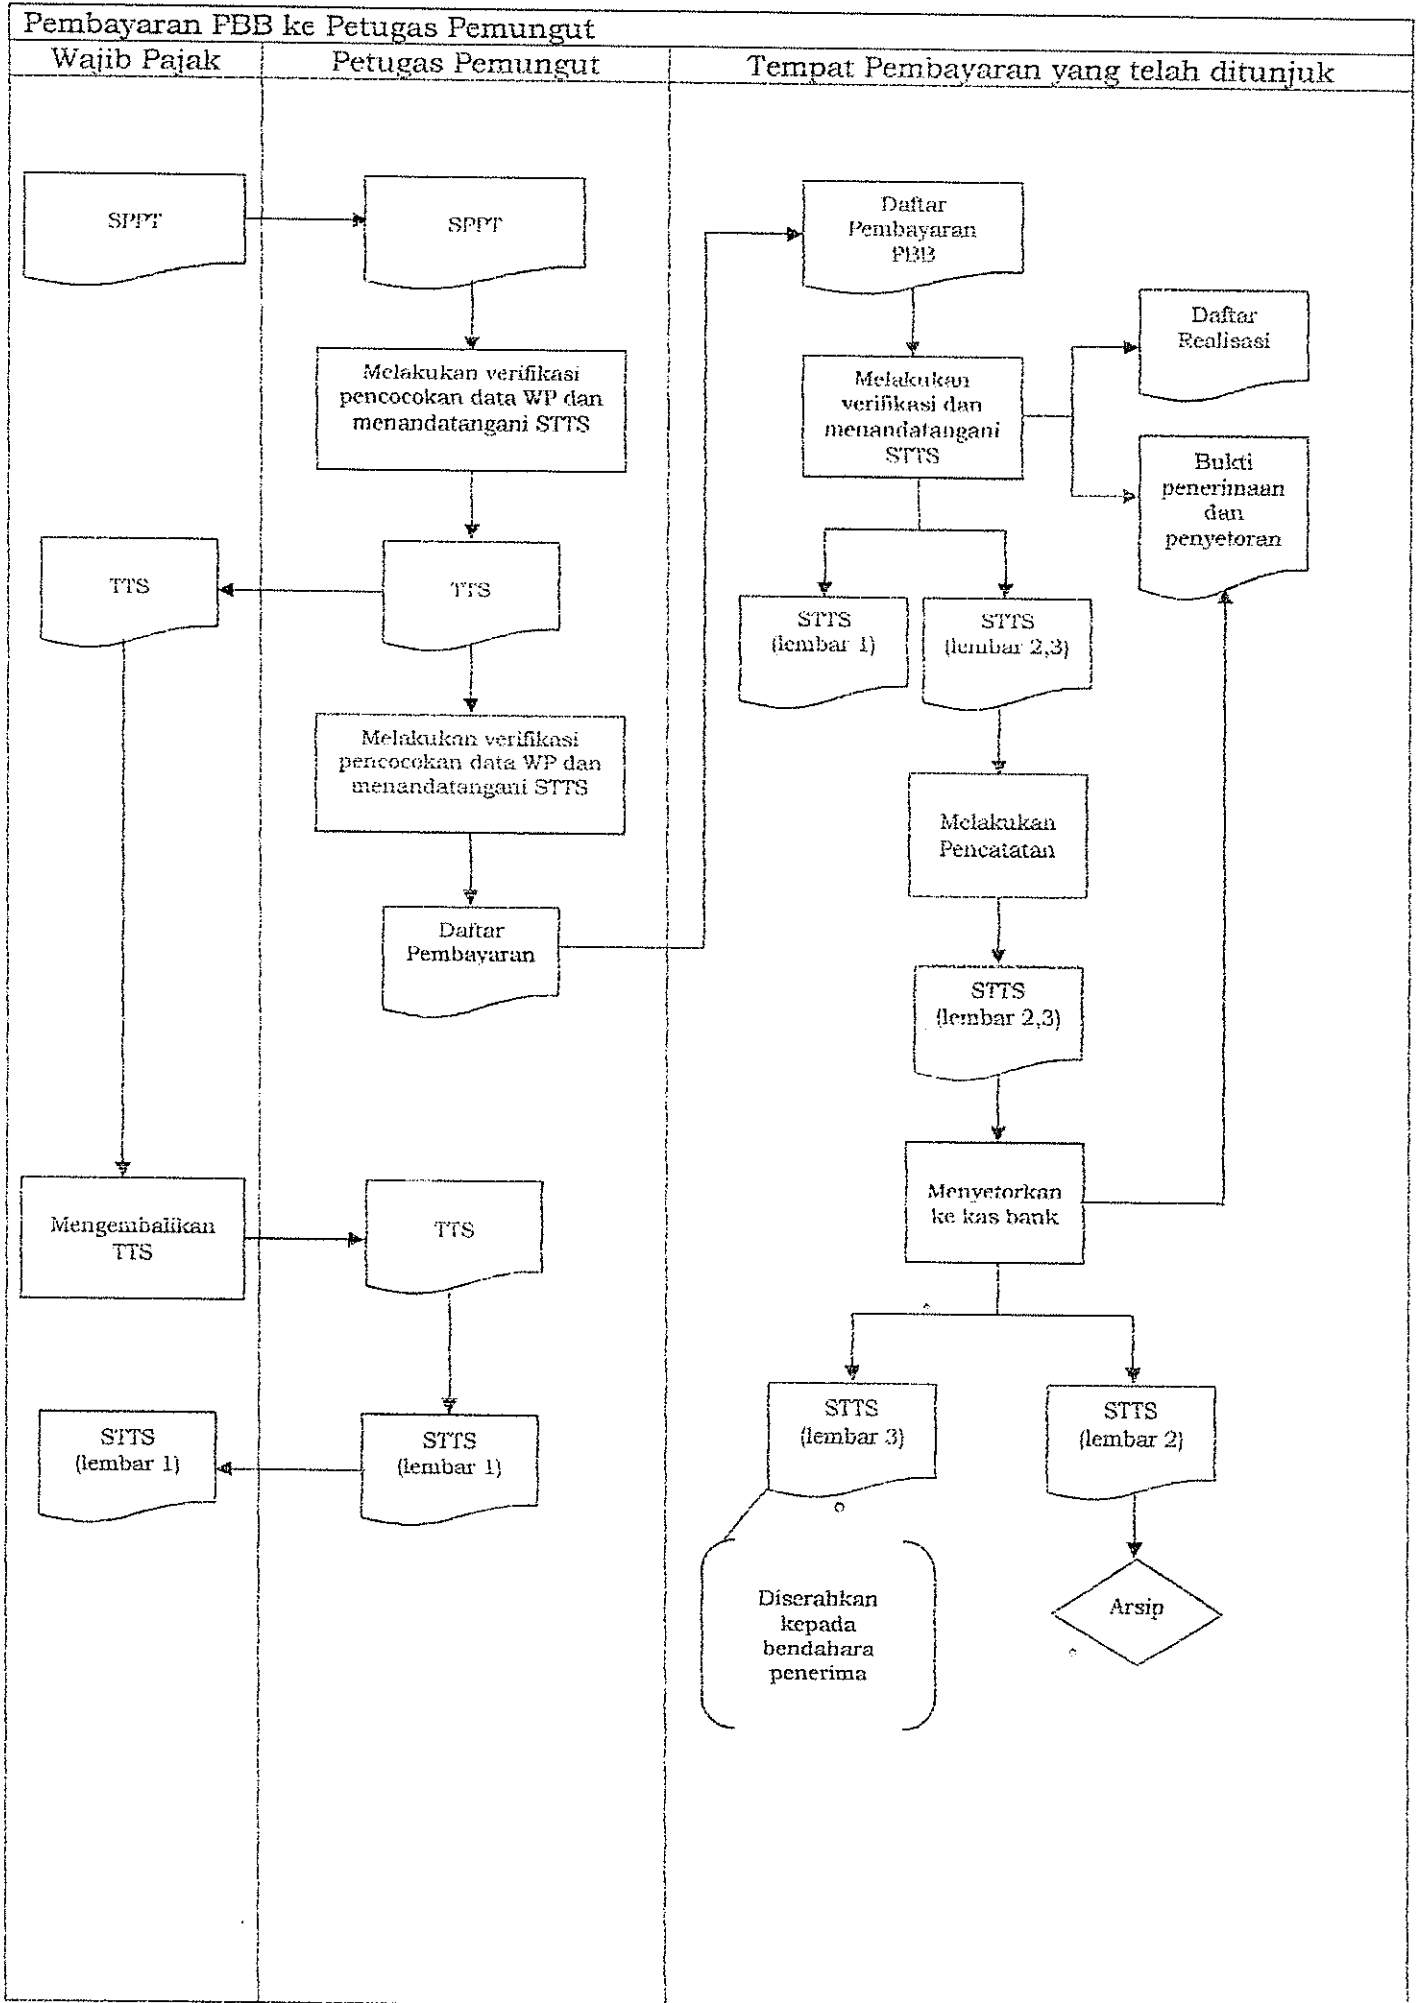 Pembayaran PBB ke Petugas Pemungut
Wajib Pajak
Petugas Pemungut
Tempat Pembayaran yang telah ditunjuk
SPPT
SPPT
Melakukan verifikasi
pencocokan data WP dan
menandatangani STTS
TTS
TTS
Melakukan verifikasi
pencocokan data WP dan
menandatangani STTS
Daftar
Pembayaran
Mengembalikan
TTS
TTS
STTS
(lembar 1)
STTS
(lembar 1)
Daftar
Pembayaran
PBB
Melakukan
verifikasi dan
menandatangani
STTS
Daftar
Realisasi
Bukti
penerimaan
dan
penyetoran
STTS
(lembar 1)
STTS
(lembar 2,3)
Melakukan
Pencatatan
STTS
(lembar 2,3)
Menyetorkan
ke kas bank
STTS
(lembar 3)
STTS
(lembar 2)
Diserahkan
kepada
bendahara
penerima
Arsip